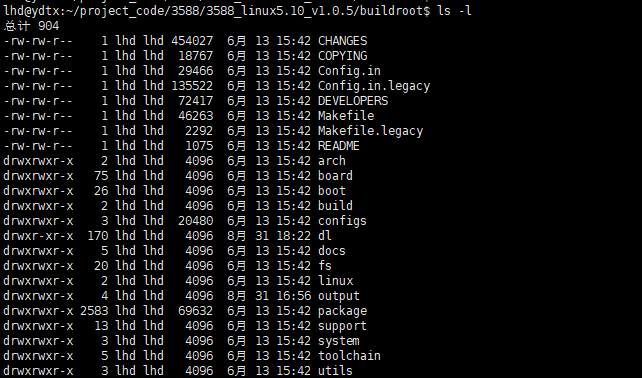 lhd@ydtx:~/project_code/3588/3588_linux5.10_v1.0.5/buildroot$ ls -l
总计 904
-rw-rw-r-- 1 lhd lhd 454027 6月 13 15:42 CHANGES
-rw-rw-r-- 1 lhd lhd 18767 6月 13 15:42 COPYING
-rw-rw-r-- 1 lhd lhd 29466 6月 13 15:42 Config.in
-rw-rw-r-- 1 lhd lhd 135522 6月 13 15:42 Config.in.legacy
-rw-rw-r-- 1 lhd lhd 72417 6月 13 15:42 DEVELOPERS
-rw-rw-r-- 1 lhd lhd 46263 6月 13 15:42 Makefile
-rw-rw-r-- 1 lhd lhd 2292 6月 13 15:42 Makefile.legacy
-rw-rw-r-- 1 lhd lhd 1075 6月 13 15:42 README
drwxrwxr-x 2 lhd lhd 4096 6月 13 15:42 arch
drwxrwxr-x 75 lhd lhd 4096 6月 13 15:42 board
drwxrwxr-x 26 lhd lhd 4096 6月 13 15:42 boot
drwxrwxr-x 2 lhd lhd 4096 6月 13 15:42 build
drwxrwxr-x 3 lhd lhd 20480 6月 13 15:42 configs
drwxr-xr-x 170 lhd lhd 4096 8月 31 18:22 dl
drwxrwxr-x 5 lhd lhd 4096 6月 13 15:42 docs
drwxrwxr-x 20 lhd lhd 4096 6月 13 15:42 fs
drwxrwxr-x 2 lhd lhd 4096 6月 13 15:42 linux
drwxrwxr-x 4 lhd lhd 4096 8月 31 16:56 output
drwxrwxr-x 2583 lhd lhd 69632 6月 13 15:42 package
drwxrwxr-x 13 lhd lhd 4096 6月 13 15:42 support
drwxrwxr-x 3 lhd lhd 4096 6月 13 15:42 system
drwxrwxr-x 5 lhd lhd 4096 6月 13 15:42 toolchain
drwxrwxr-x 3 lhd lhd 4096 6月 13 15:42 utils